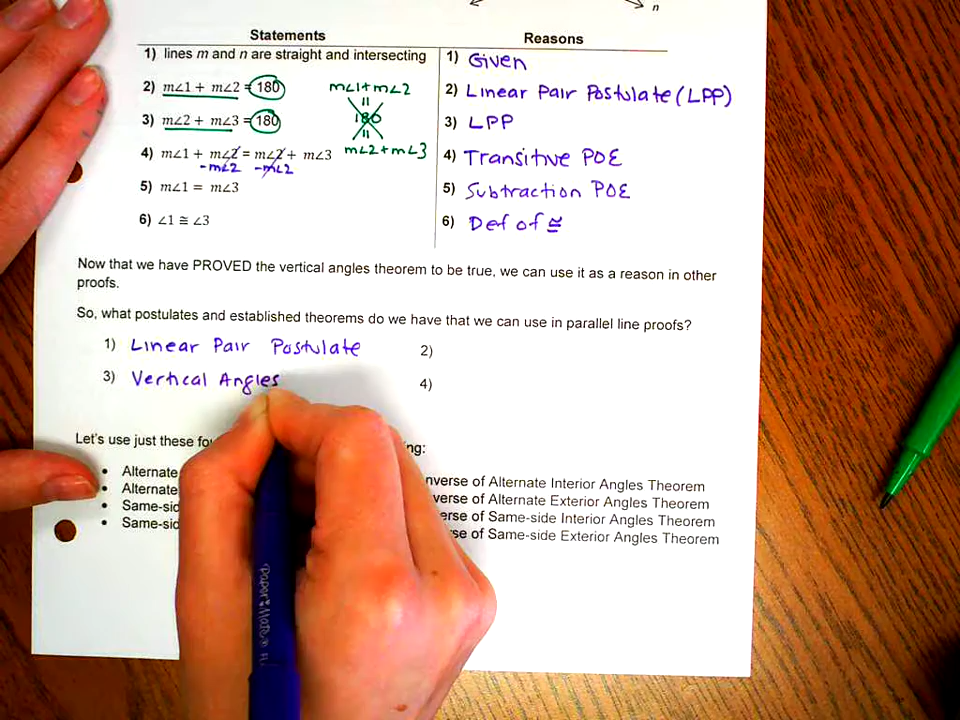 n
Statements Reasons
1) lines m and n are straight and intersecting 1) Given
2) m∠1 + m∠2 = 180 m∠1+m∠2 2) Linear Pair Postulate (LPP)
=
3) m∠2 + m∠3 = 180 180 3) LPP
=
4) m∠1 + m∠2 = m∠2 + m∠3 m∠2+m∠3 4) Transitive POE
-m∠2 -m∠2
5) m∠1 = m∠3 5) Subtraction POE
6) ∠1 ≅ ∠3 6) Def of ≅
Now that we have PROVED the vertical angles theorem to be true, we can use it as a reason in other
proofs.
So, what postulates and established theorems do we have that we can use in parallel line proofs?
1) Linear Pair Postulate 2)
3) Vertical Angles 4)
Let's use just these
• Alternate nverse of Alternate Interior Angles Theorem
• Alternate verse of Alternate Exterior Angles Theorem
• Same-sid erse of Same-side Interior Angles Theorem
• Same-sid se of Same-side Exterior Angles Theorem